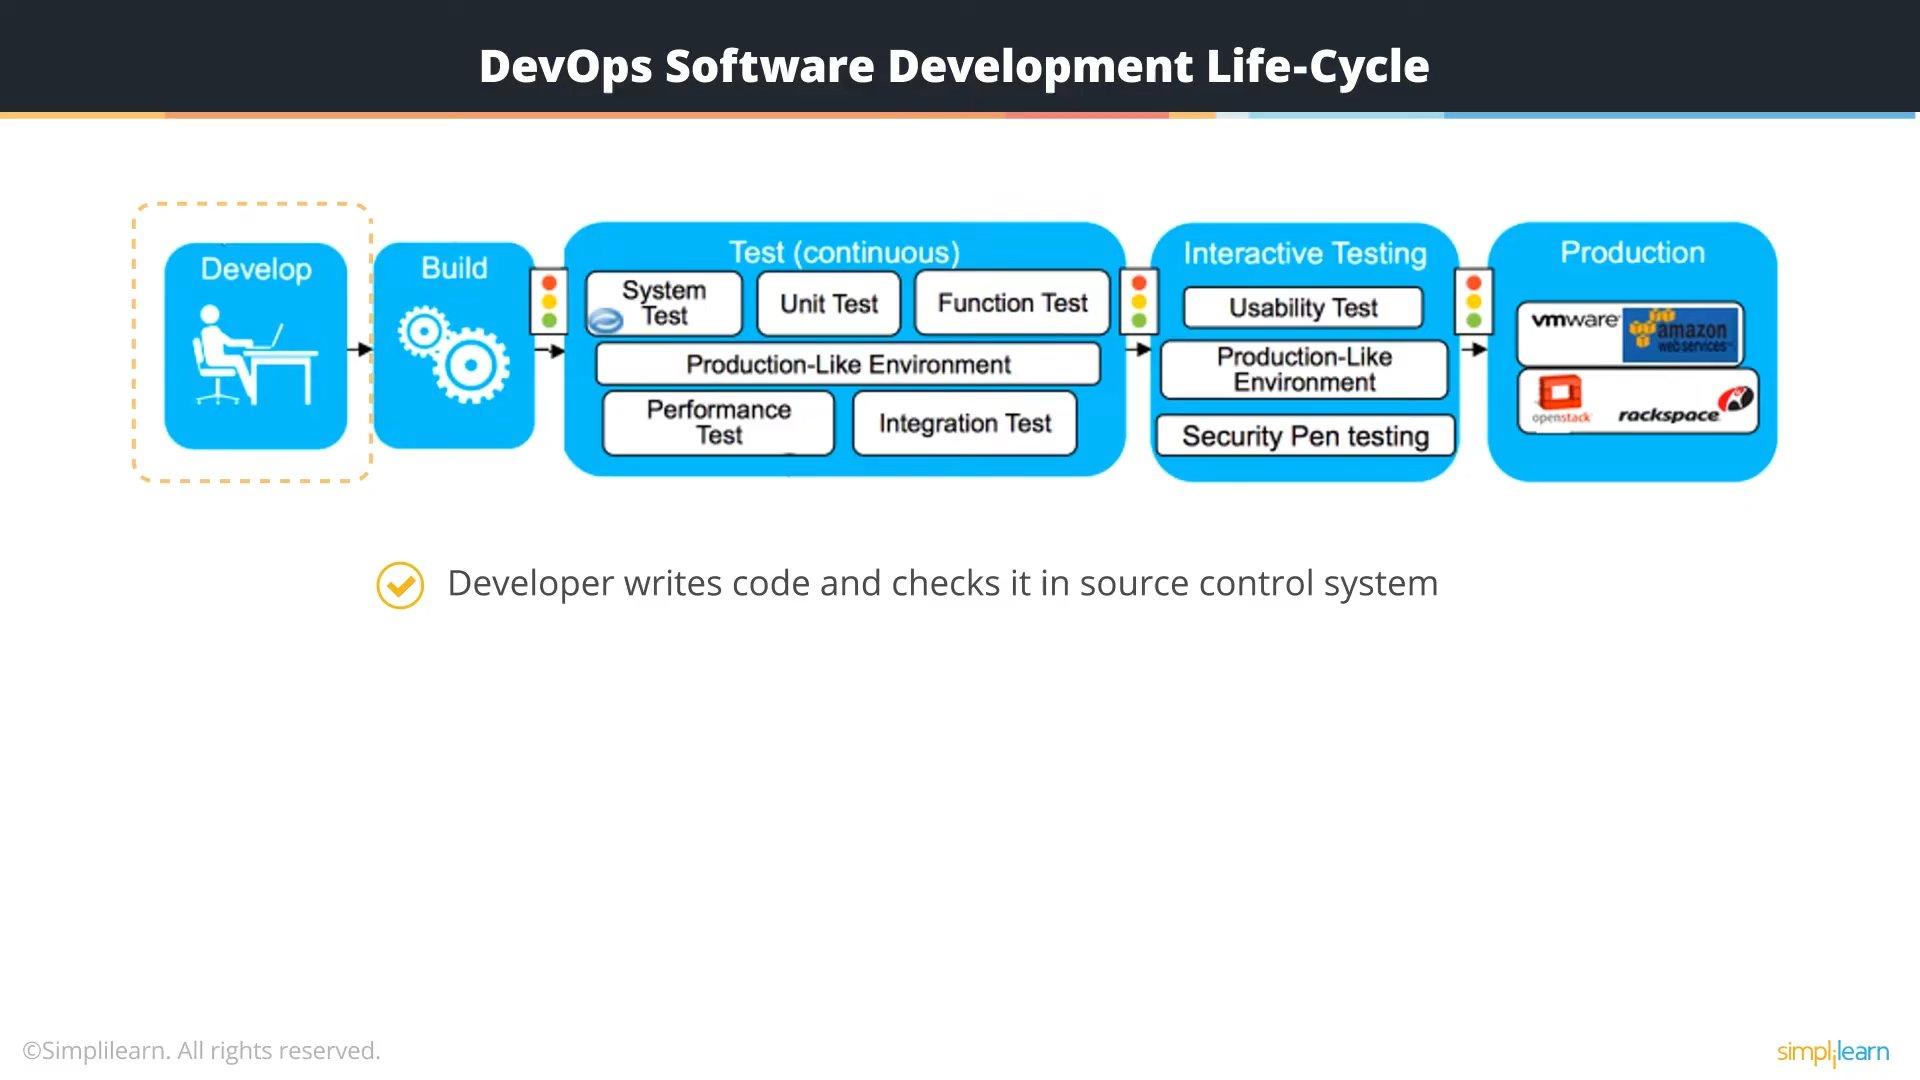 DevOps Software Development Life-Cycle
Develop
Build
Test (continuous)
System
Test
Unit Test
Function Test
Production-Like Environment
Performance
Test
Integration Test
Interactive Testing
Usability Test
Production-Like
Environment
Security Pen testing
Production
vmware
amazon
webservices
openstack
rackspace
Developer writes code and checks it in source control system
©Simplilearn. All rights reserved.
simplilearn